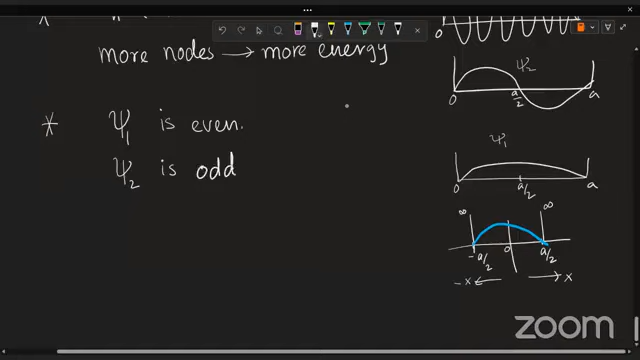 more nodes → more energy
* Ψ₁ is even.
Ψ₂ is odd
0
Ψ₂
0 a/2 a
Ψ₁
0 a/2 a
∞ ∞
-a/2 0 a/2
-x ← → x
zoom